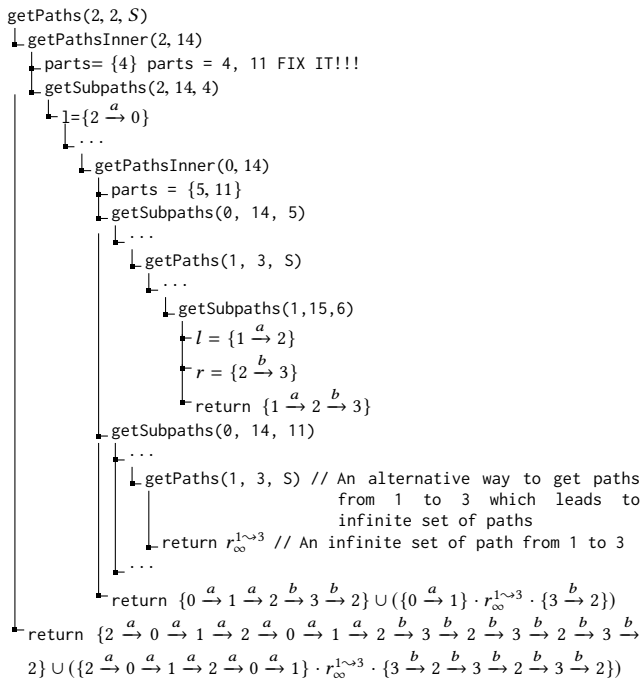 getPaths(2, 2, S)
getPathsInner(2, 14)
parts= {4} parts = 4, 11 FIX IT!!!
getSubpaths(2, 14, 4)
l={2 →ᵃ 0}
...
getPathsInner(0, 14)
parts = {5, 11}
getSubpaths(0, 14, 5)
...
getPaths(1, 3, S)
...
getSubpaths(1,15,6)
l = {1 →ᵃ 2}
r = {2 →ᵇ 3}
return {1 →ᵃ 2 →ᵇ 3}
getSubpaths(0, 14, 11)
...
getPaths(1, 3, S) // An alternative way to get paths
from 1 to 3 which leads to
infinite set of paths
return r_∞^{1⇝3} // An infinite set of path from 1 to 3
...
return {0 →ᵃ 1 →ᵃ 2 →ᵇ 3 →ᵇ 2} ∪ ({0 →ᵃ 1} · r_∞^{1⇝3} · {3 →ᵇ 2})
return {2 →ᵃ 0 →ᵃ 1 →ᵃ 2 →ᵃ 0 →ᵃ 1 →ᵃ 2 →ᵇ 3 →ᵇ 2 →ᵇ 3 →ᵇ 2 →ᵇ 3 →ᵇ
2} ∪ ({2 →ᵃ 0 →ᵃ 1 →ᵃ 2 →ᵃ 0 →ᵃ 1} · r_∞^{1⇝3} · {3 →ᵇ 2 →ᵇ 3 →ᵇ 2 →ᵇ 3 →ᵇ 2})